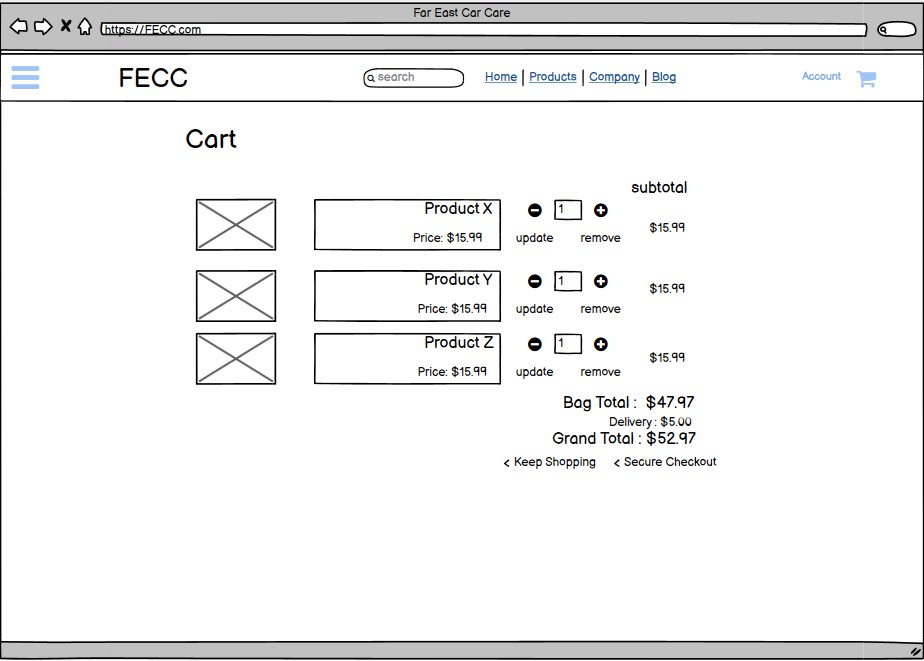 Far East Car Care
https://FECC.com
FECC search Home | Products | Company | Blog Account
Cart
subtotal
Product X 1
Price: $15.99 update remove $15.99
Product Y 1
Price: $15.99 update remove $15.99
Product Z 1
Price: $15.99 update remove $15.99
Bag Total : $47.97
Delivery : $5.00
Grand Total : $52.97
< Keep Shopping < Secure Checkout